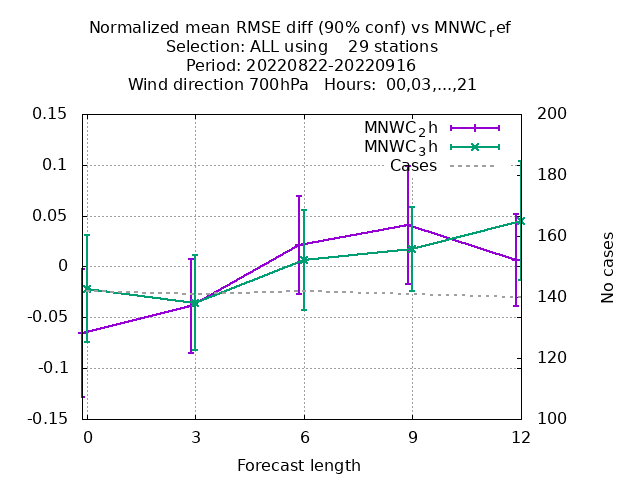 Normalized mean RMSE diff (90% conf) vs MNWC_ref
Selection: ALL using    29 stations
Period: 20220822-20220916
Wind direction 700hPa   Hours:  00,03,...,21
0.15
0.1
0.05
0
-0.05
-0.1
-0.15
200
180
160
140
120
100
MNWC_2h
MNWC_3h
Cases
No cases
0 3 6 9 12
Forecast length